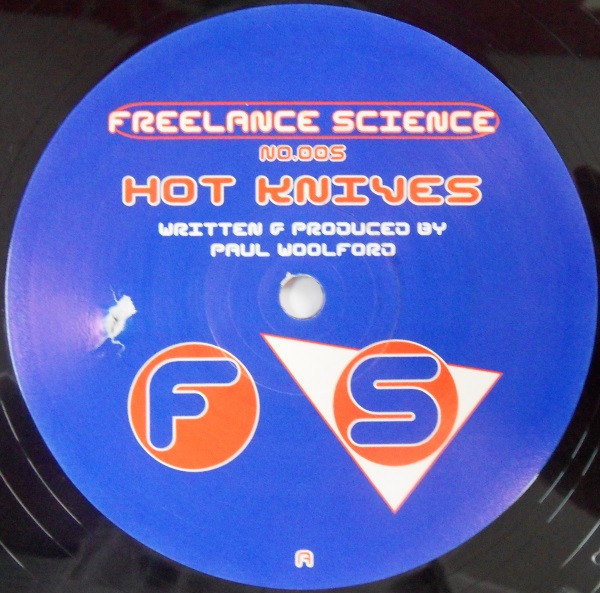 FREELANCE SCIENCE
NO.005
HOT KNIVES
WRITTEN & PRODUCED BY
PAUL WOOLFORD
F S
A